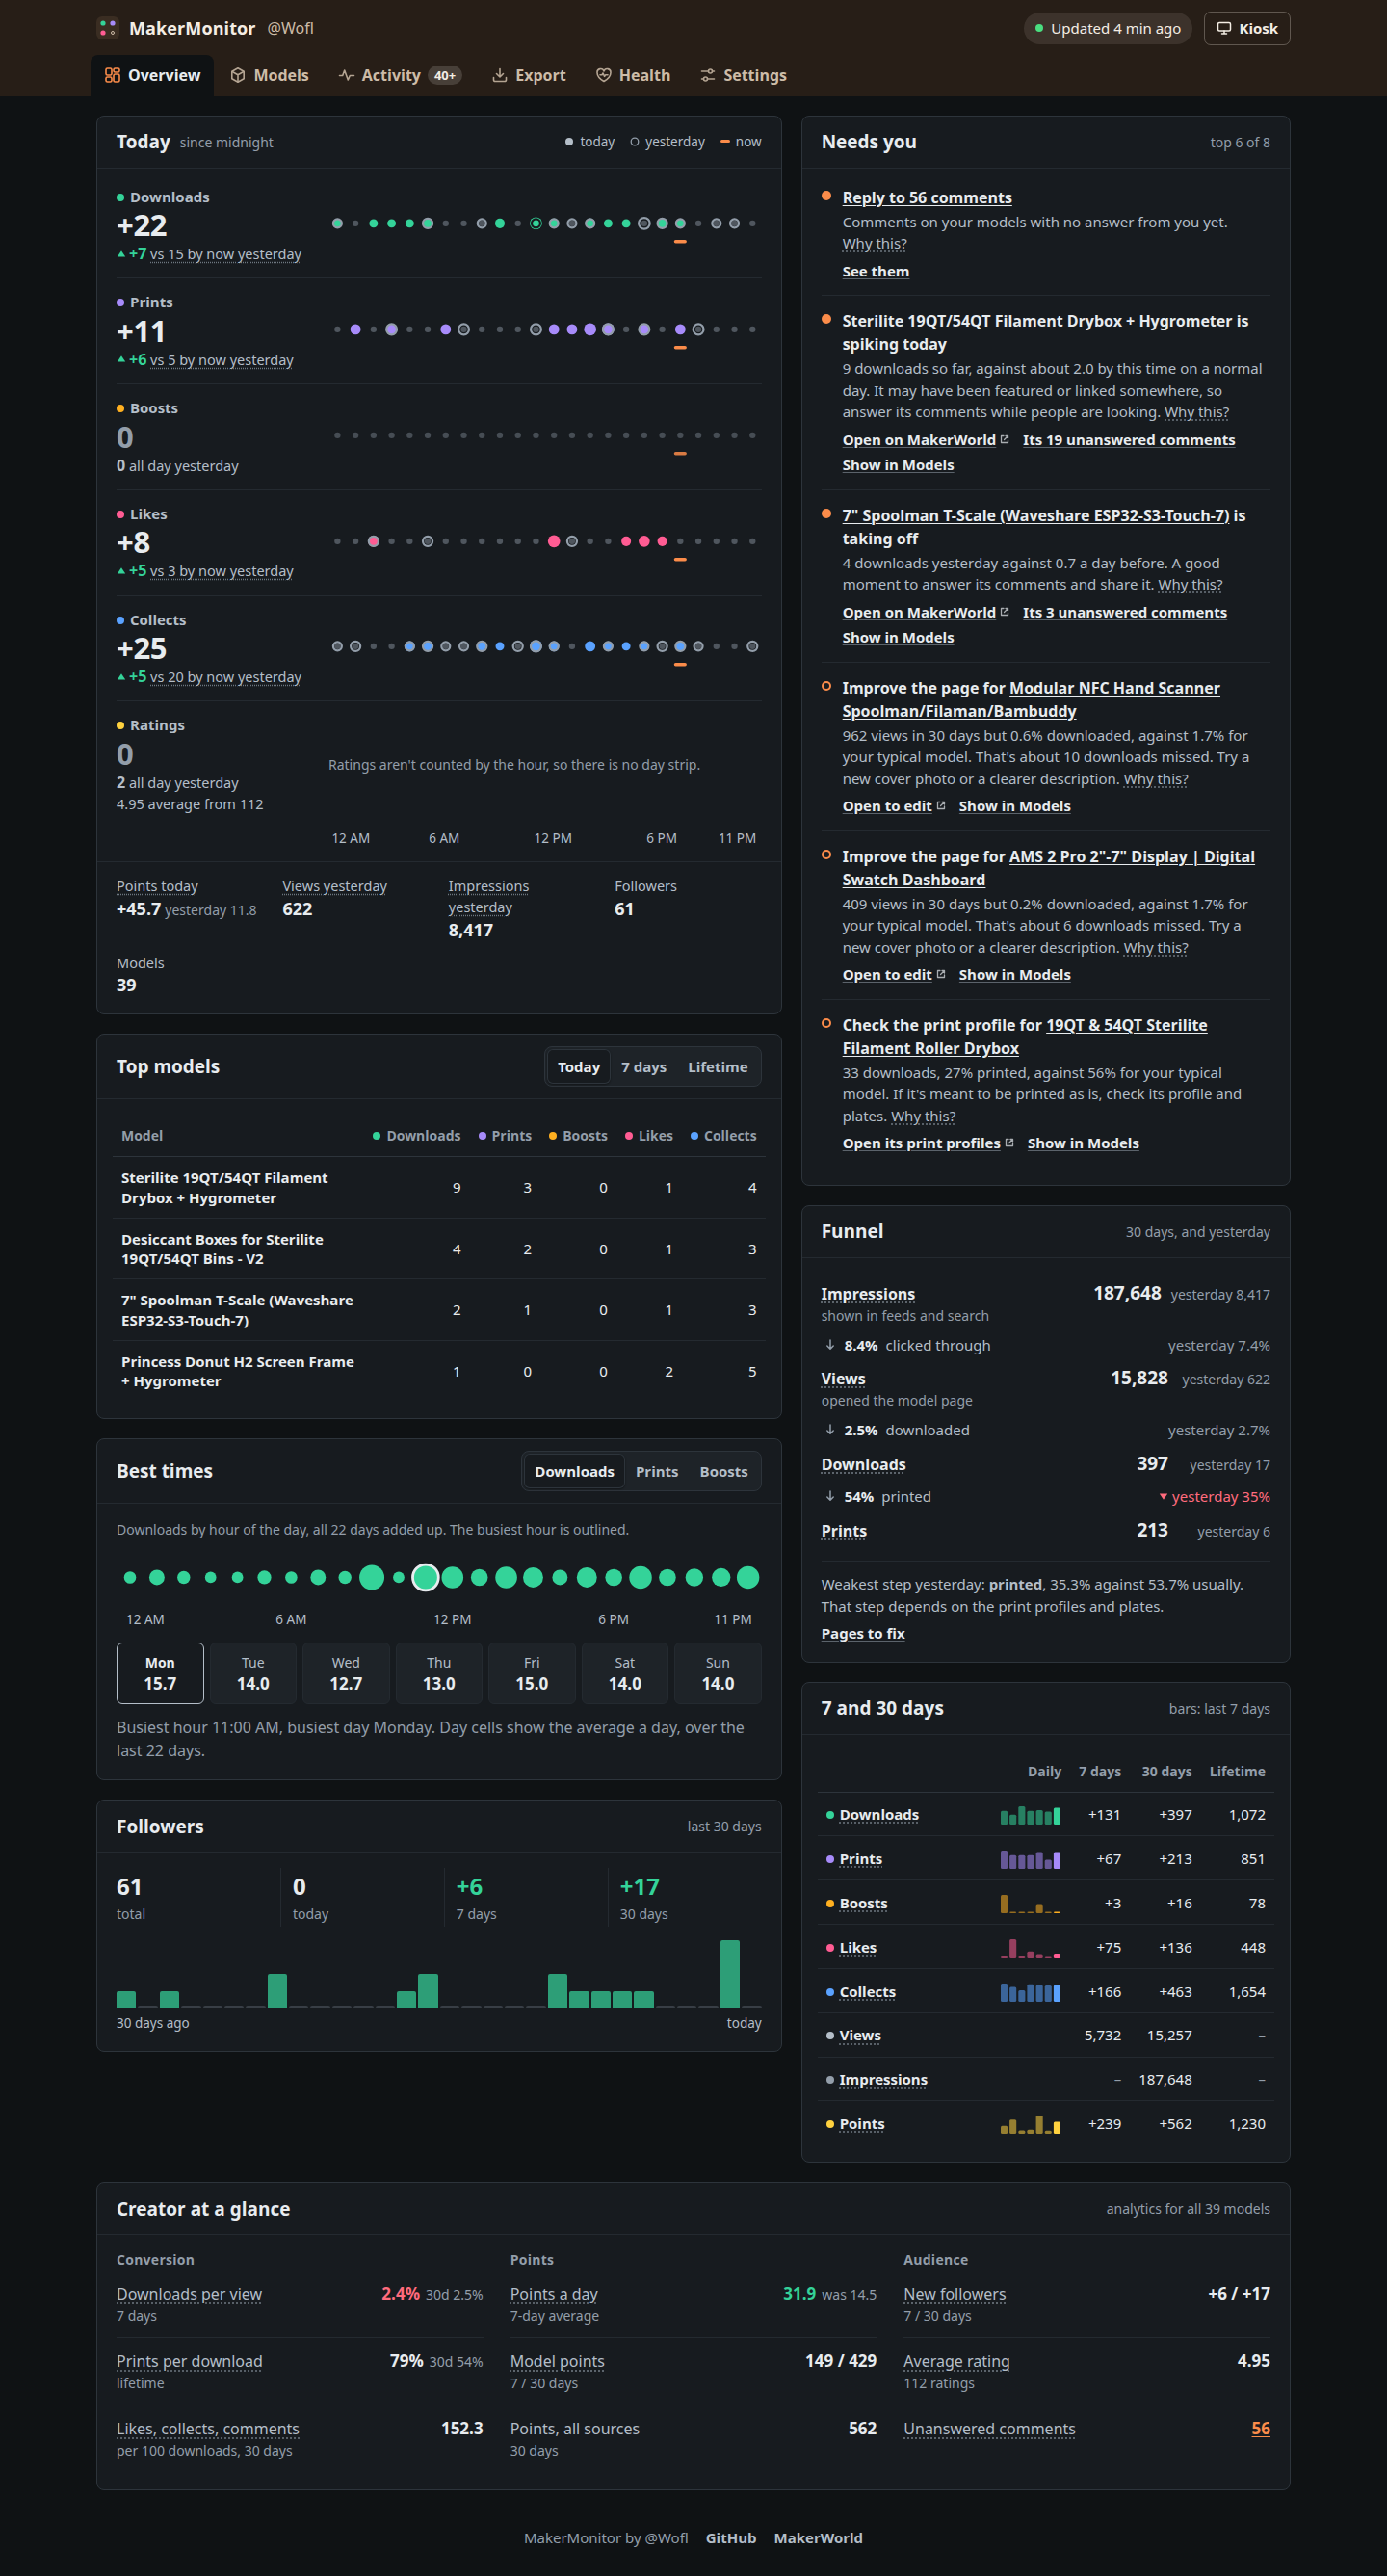 MakerMonitor @Wofl
Updated 4 min ago
Kiosk
Overview
Models
Activity 40+
Export
Health
Settings
Today since midnight
today yesterday now
Downloads
+22
+7 vs 15 by now yesterday
Prints
+11
+6 vs 5 by now yesterday
Boosts
0
0 all day yesterday
Likes
+8
+5 vs 3 by now yesterday
Collects
+25
+5 vs 20 by now yesterday
Ratings
0
2 all day yesterday
4.95 average from 112
Ratings aren't counted by the hour, so there is no day strip.
12 AM 6 AM 12 PM 6 PM 11 PM
Points today
+45.7 yesterday 11.8
Views yesterday
622
Impressions
yesterday
8,417
Followers
61
Models
39
Top models
Today 7 days Lifetime
Model Downloads Prints Boosts Likes Collects
Sterilite 19QT/54QT Filament
Drybox + Hygrometer
9 3 0 1 4
Desiccant Boxes for Sterilite
19QT/54QT Bins - V2
4 2 0 1 3
7" Spoolman T-Scale (Waveshare
ESP32-S3-Touch-7)
2 1 0 1 3
Princess Donut H2 Screen Frame
+ Hygrometer
1 0 0 2 5
Best times
Downloads Prints Boosts
Downloads by hour of the day, all 22 days added up. The busiest hour is outlined.
12 AM 6 AM 12 PM 6 PM 11 PM
Mon Tue Wed Thu Fri Sat Sun
15.7 14.0 12.7 13.0 15.0 14.0 14.0
Busiest hour 11:00 AM, busiest day Monday. Day cells show the average a day, over the
last 22 days.
Followers
last 30 days
61 0 +6 +17
total today 7 days 30 days
30 days ago today
Needs you
top 6 of 8
Reply to 56 comments
Comments on your models with no answer from you yet.
Why this?
See them
Sterilite 19QT/54QT Filament Drybox + Hygrometer is
spiking today
9 downloads so far, against about 2.0 by this time on a normal
day. It may have been featured or linked somewhere, so
answer its comments while people are looking. Why this?
Open on MakerWorld Its 19 unanswered comments
Show in Models
7" Spoolman T-Scale (Waveshare ESP32-S3-Touch-7) is
taking off
4 downloads yesterday against 0.7 a day before. A good
moment to answer its comments and share it. Why this?
Open on MakerWorld Its 3 unanswered comments
Show in Models
Improve the page for Modular NFC Hand Scanner
Spoolman/Filaman/Bambuddy
962 views in 30 days but 0.6% downloaded, against 1.7% for
your typical model. That's about 10 downloads missed. Try a
new cover photo or a clearer description. Why this?
Open to edit Show in Models
Improve the page for AMS 2 Pro 2"-7" Display | Digital
Swatch Dashboard
409 views in 30 days but 0.2% downloaded, against 1.7% for
your typical model. That's about 6 downloads missed. Try a
new cover photo or a clearer description. Why this?
Open to edit Show in Models
Check the print profile for 19QT & 54QT Sterilite
Filament Roller Drybox
33 downloads, 27% printed, against 56% for your typical
model. If it's meant to be printed as is, check its profile and
plates. Why this?
Open its print profiles Show in Models
Funnel
30 days, and yesterday
Impressions 187,648 yesterday 8,417
shown in feeds and search
8.4% clicked through yesterday 7.4%
Views 15,828 yesterday 622
opened the model page
2.5% downloaded yesterday 2.7%
Downloads 397 yesterday 17
54% printed yesterday 35%
Prints 213 yesterday 6
Weakest step yesterday: printed, 35.3% against 53.7% usually.
That step depends on the print profiles and plates.
Pages to fix
7 and 30 days
bars: last 7 days
Daily 7 days 30 days Lifetime
Downloads +131 +397 1,072
Prints +67 +213 851
Boosts +3 +16 78
Likes +75 +136 448
Collects +166 +463 1,654
Views 5,732 15,257 –
Impressions – 187,648 –
Points +239 +562 1,230
Creator at a glance
analytics for all 39 models
Conversion
Downloads per view 2.4% 30d 2.5%
7 days
Prints per download 79% 30d 54%
lifetime
Likes, collects, comments 152.3
per 100 downloads, 30 days
Points
Points a day 31.9 was 14.5
7-day average
Model points 149 / 429
7 / 30 days
Points, all sources 562
30 days
Audience
New followers +6 / +17
7 / 30 days
Average rating 4.95
112 ratings
Unanswered comments 56
MakerMonitor by @Wofl GitHub MakerWorld